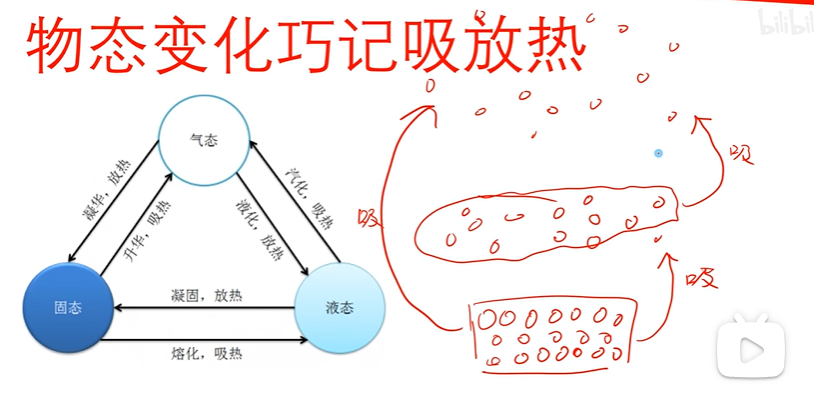 物态变化巧记吸放热
bilibili
气态
凝华，放热
升华，吸热
液化，放热
汽化，吸热
固态
液态
凝固，放热
熔化，吸热
吸
吸
吸